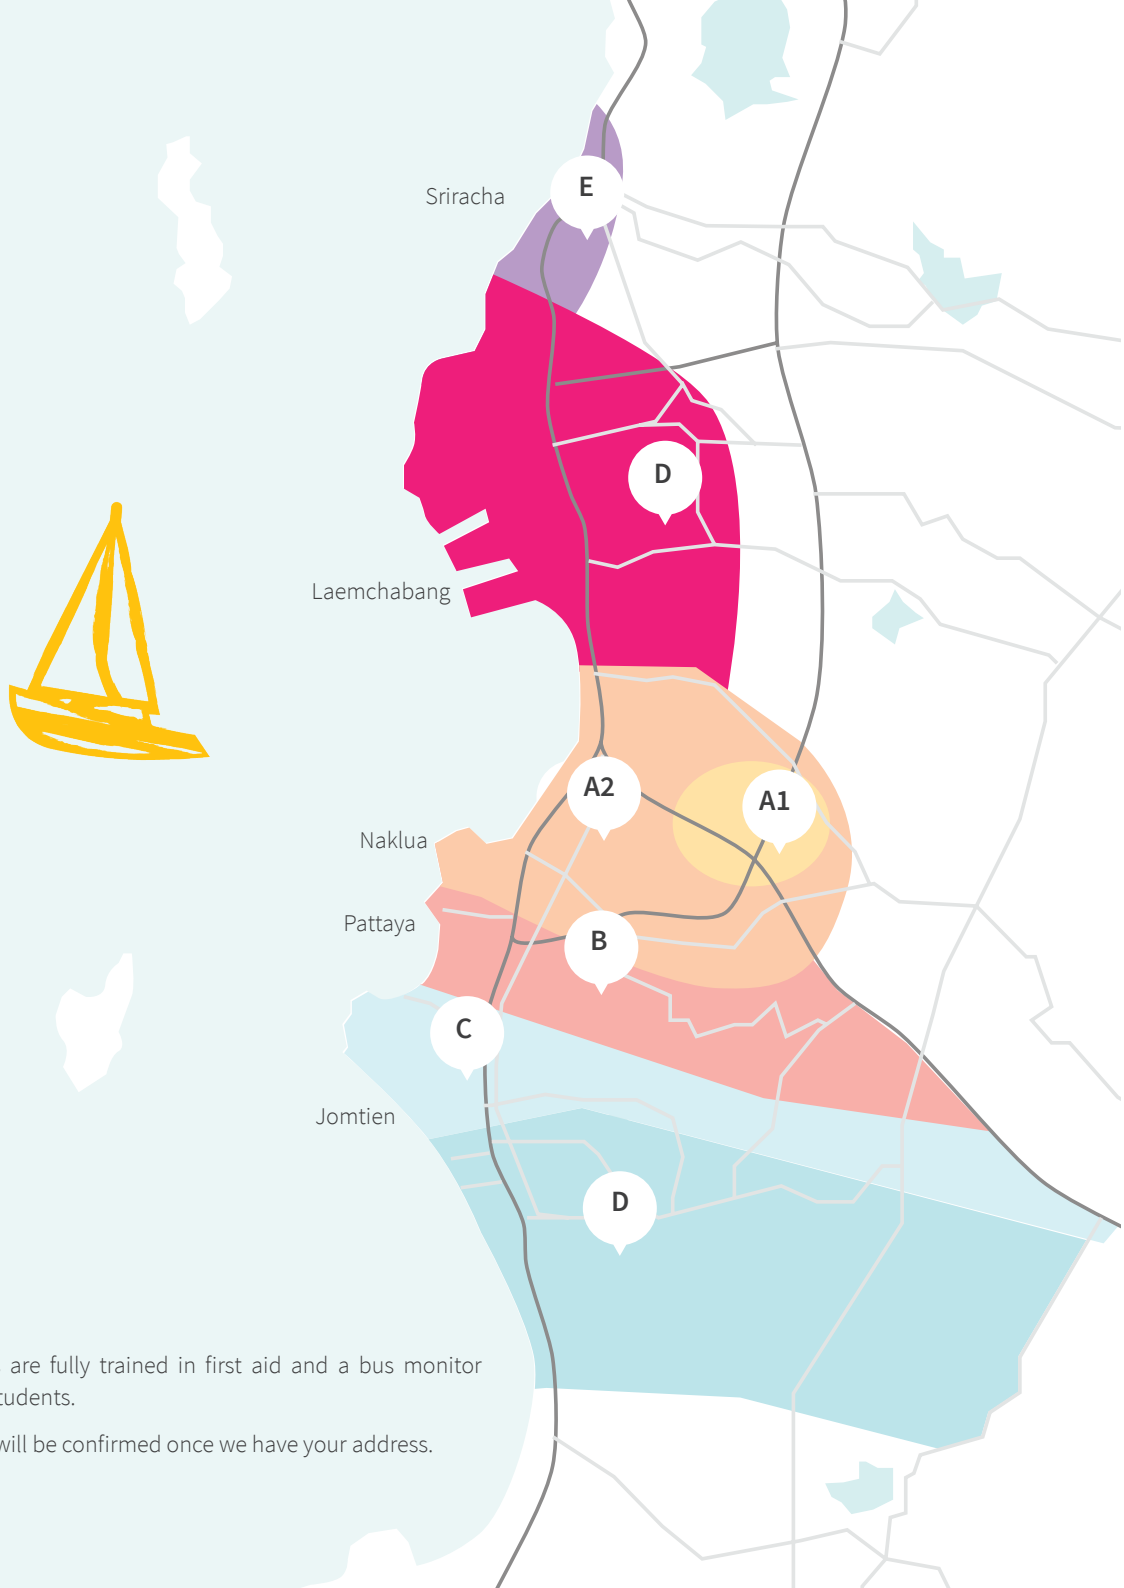 E
Sriracha
D
Laemchabang
A2
A1
Naklua
Pattaya
B
C
Jomtien
D
are fully trained in first aid and a bus monitor
tudents.
will be confirmed once we have your address.